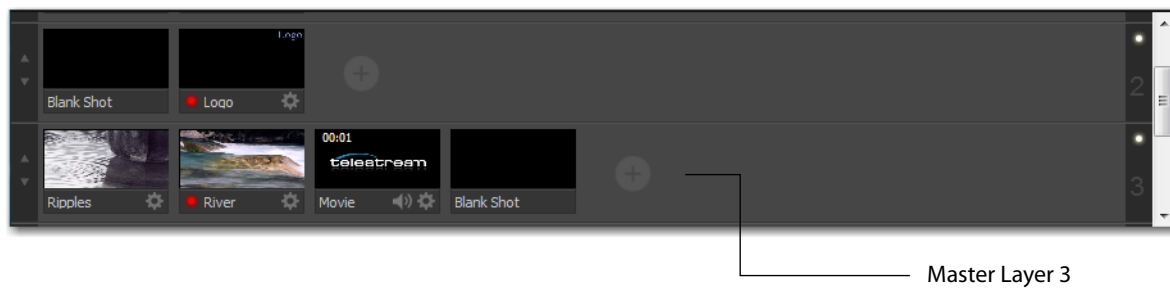 Logo
2
Blank Shot
Logo
00:01
telestream
3
Ripples
River
Movie
Blank Shot
Master Layer 3